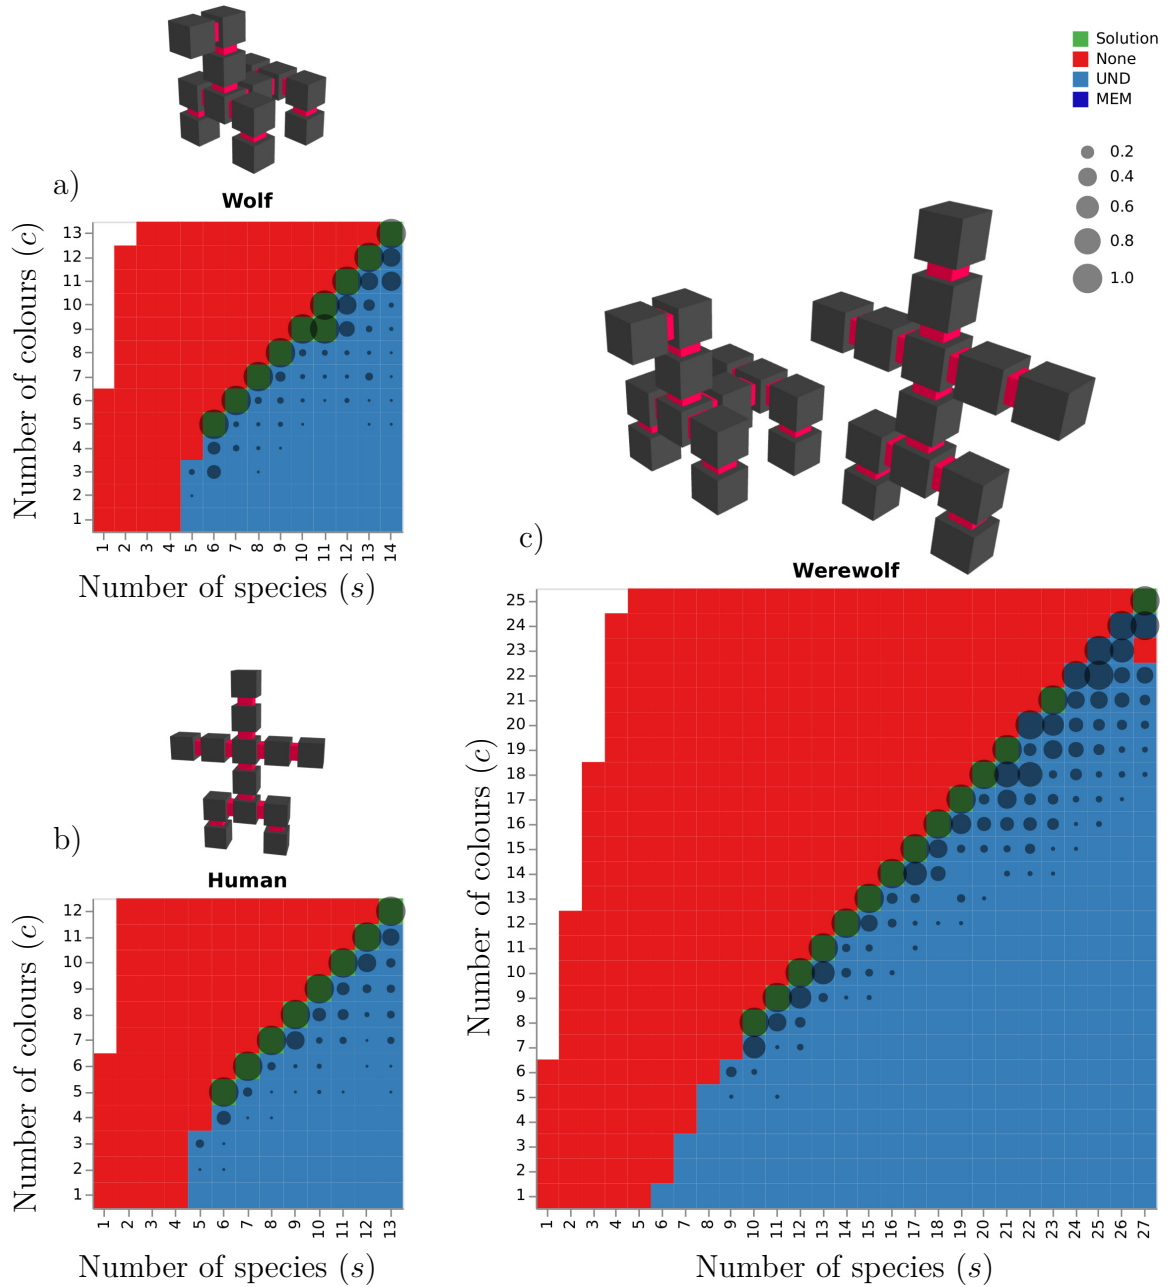 a)
Wolf
Number of colours (c)
13
12
11
10
9
8
7
6
5
4
3
2
1
1 2 3 4 5 6 7 8 9 10 11 12 13 14
Number of species (s)
b)
Human
Number of colours (c)
12
11
10
9
8
7
6
5
4
3
2
1
1 2 3 4 5 6 7 8 9 10 11 12 13
Number of species (s)
Solution
None
UND
MEM
0.2
0.4
0.6
0.8
1.0
c)
Werewolf
Number of colours (c)
25
24
23
22
21
20
19
18
17
16
15
14
13
12
11
10
9
8
7
6
5
4
3
2
1
1 2 3 4 5 6 7 8 9 10 11 12 13 14 15 16 17 18 19 20 21 22 23 24 25 26 27
Number of species (s)